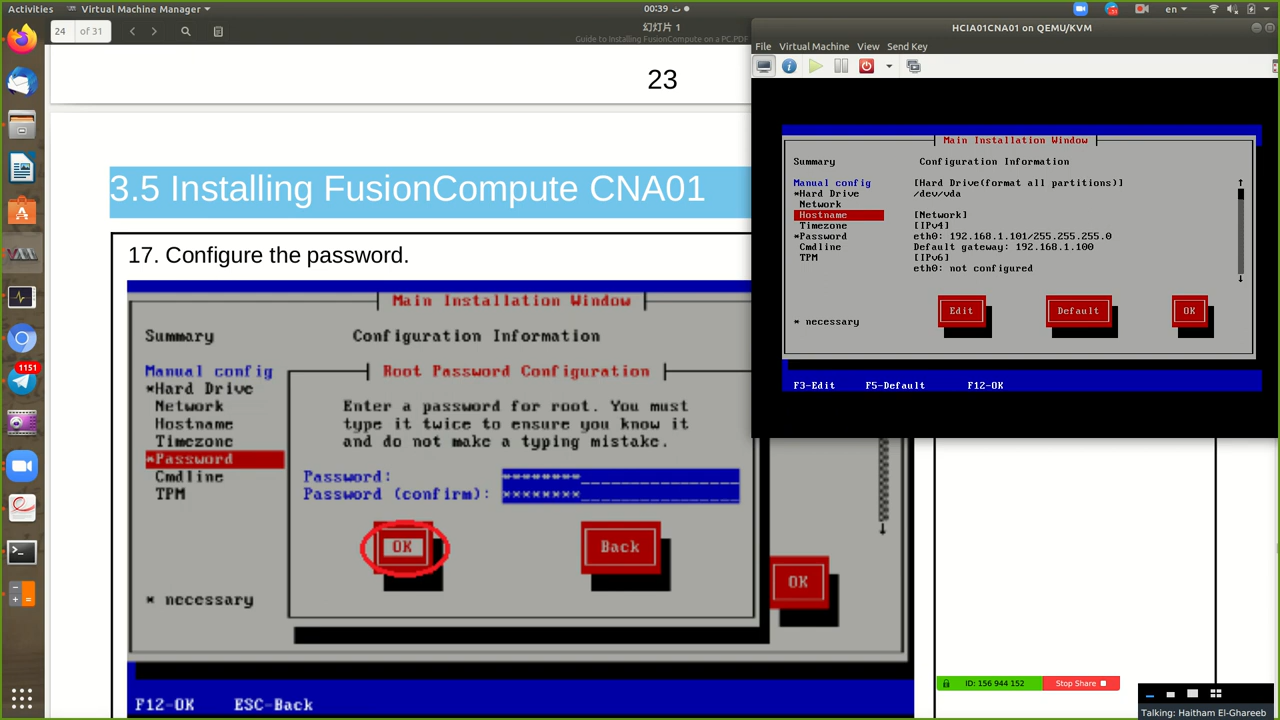 Activities
Virtual Machine Manager
00:39
en
24
of 31
幻灯片 1
Guide to Installing FusionCompute on a PC.PDF
23
3.5 Installing FusionCompute CNA01
17. Configure the password.
Main Installation Window
Summary
Configuration Information
Manual config
*Hard Drive
Network
Hostname
Timezone
*Password
Cmdline
TPM
Root Password Configuration
Enter a password for root. You must
type it twice to ensure you know it
and do not make a typing mistake.
Password: ********
Password (confirm): ********
OK
Back
OK
* necessary
F12-OK
ESC-Back
1151
HCIA01CNA01 on QEMU/KVM
File
Virtual Machine
View
Send Key
Main Installation Window
Summary
Configuration Information
Manual config
*Hard Drive
Network
Hostname
Timezone
*Password
Cmdline
TPM
[Hard Drive(format all partitions)]
/dev/vda
[Network]
[IPv4]
eth0: 192.168.1.101/255.255.255.0
Default gateway: 192.168.1.100
[IPv6]
eth0: not configured
Edit
Default
OK
* necessary
F3-Edit
F5-Default
F12-OK
ID: 156 944 152
Stop Share
Talking: Haitham El-Ghareeb